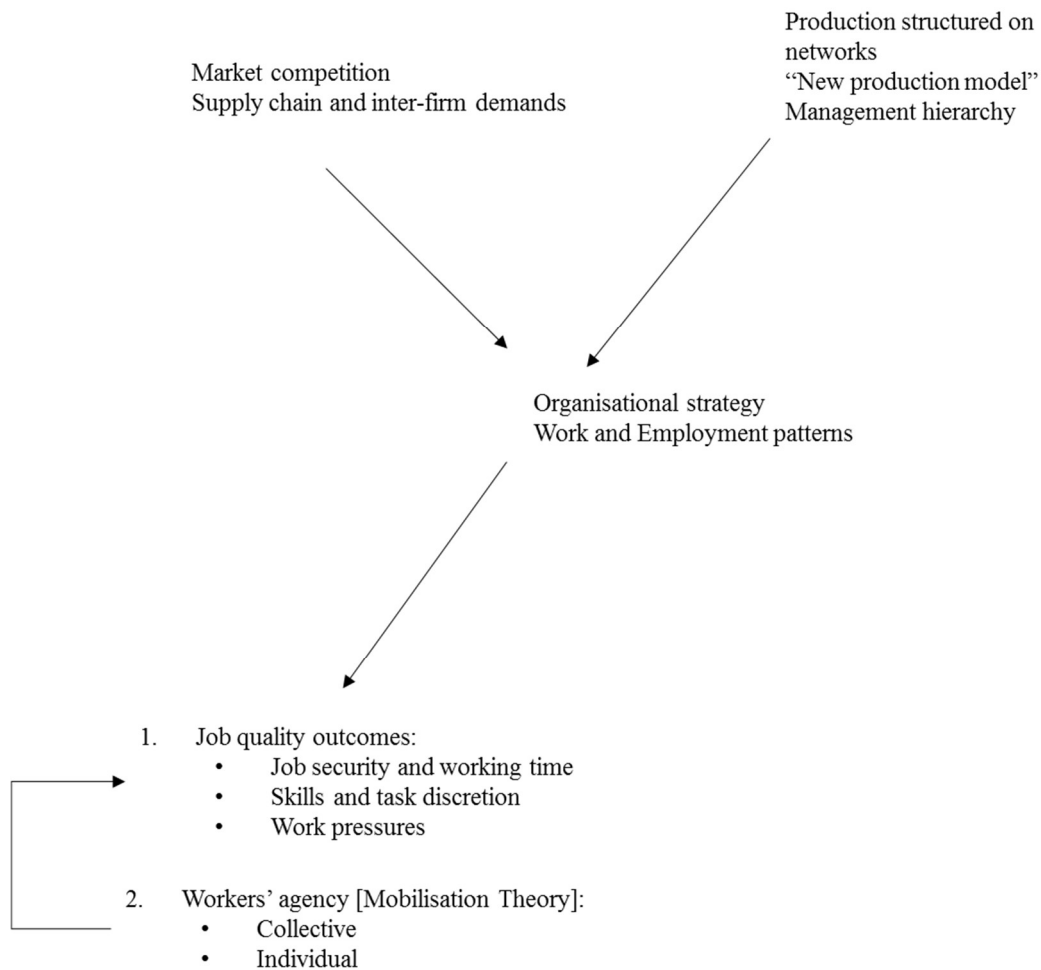 Market competition
Supply chain and inter-firm demands
Production structured on
networks
“New production model”
Management hierarchy
Organisational strategy
Work and Employment patterns
1. Job quality outcomes:
• Job security and working time
• Skills and task discretion
• Work pressures
2. Workers’ agency [Mobilisation Theory]:
• Collective
• Individual